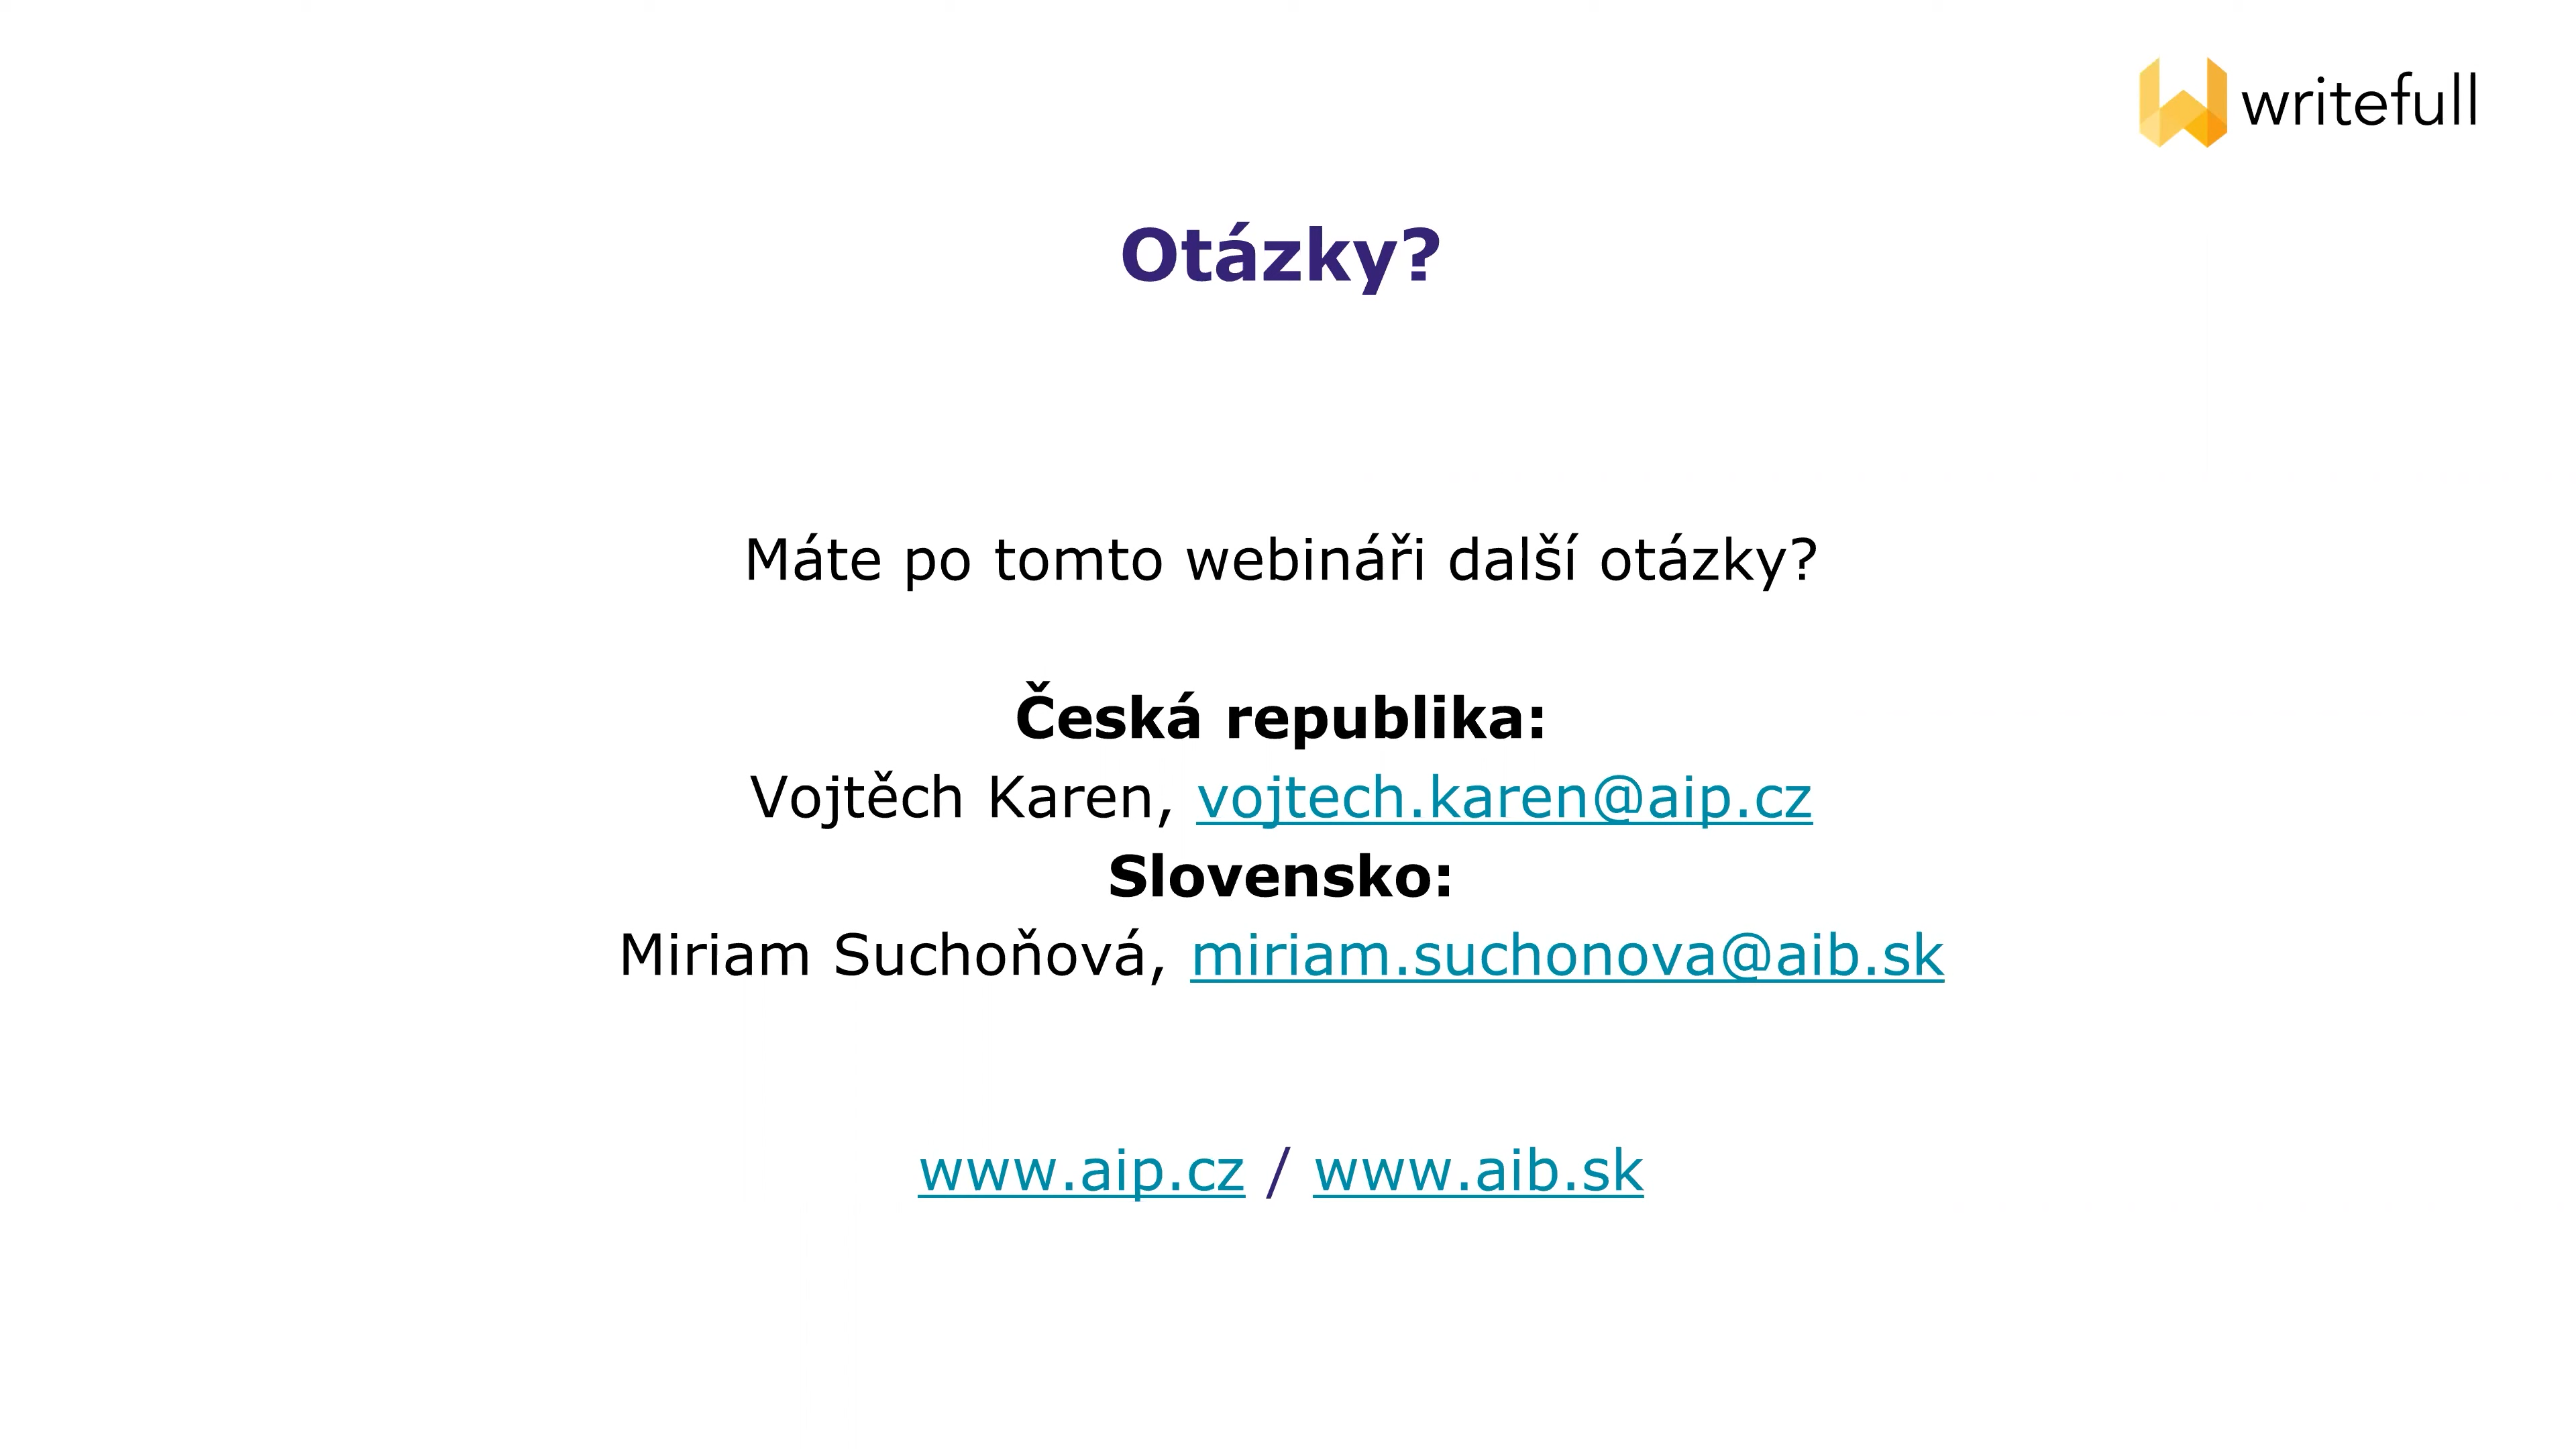 writefull
Otázky?
Máte po tomto webináři další otázky?
Česká republika:
Vojtěch Karen, vojtech.karen@aip.cz
Slovensko:
Miriam Suchoňová, miriam.suchonova@aib.sk
www.aip.cz / www.aib.sk